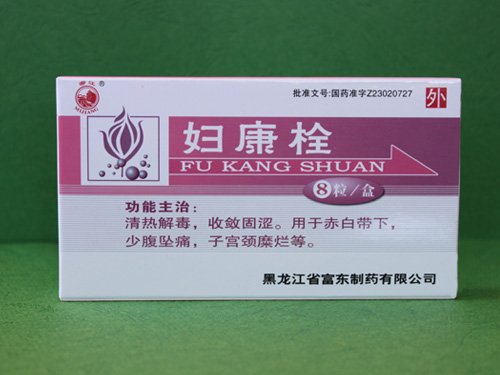 密江®
MIJIANG
批准文号:国药准字Z23020727
外
妇康栓
FU KANG SHUAN
8粒/盒
功能主治:
清热解毒,收敛固涩。用于赤白带下,
少腹坠痛,子宫颈糜烂等。
黑龙江省富东制药有限公司